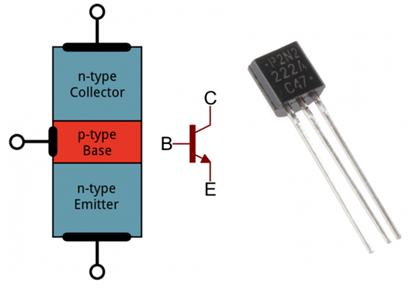 n-type
Collector
p-type
Base
n-type
Emitter
C
B
E
P2N2
222A
C47